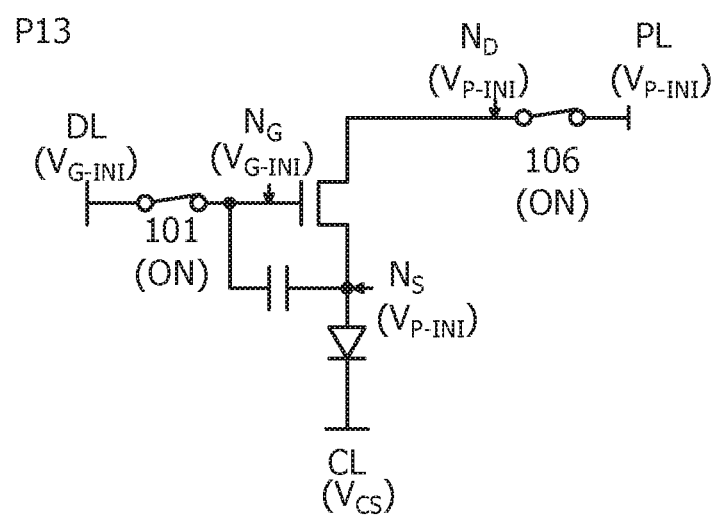 P13
N_D
(V_P-INI)
PL
(V_P-INI)
DL
(V_G-INI)
N_G
(V_G-INI)
106
(ON)
101
(ON)
N_S
(V_P-INI)
CL
(V_CS)